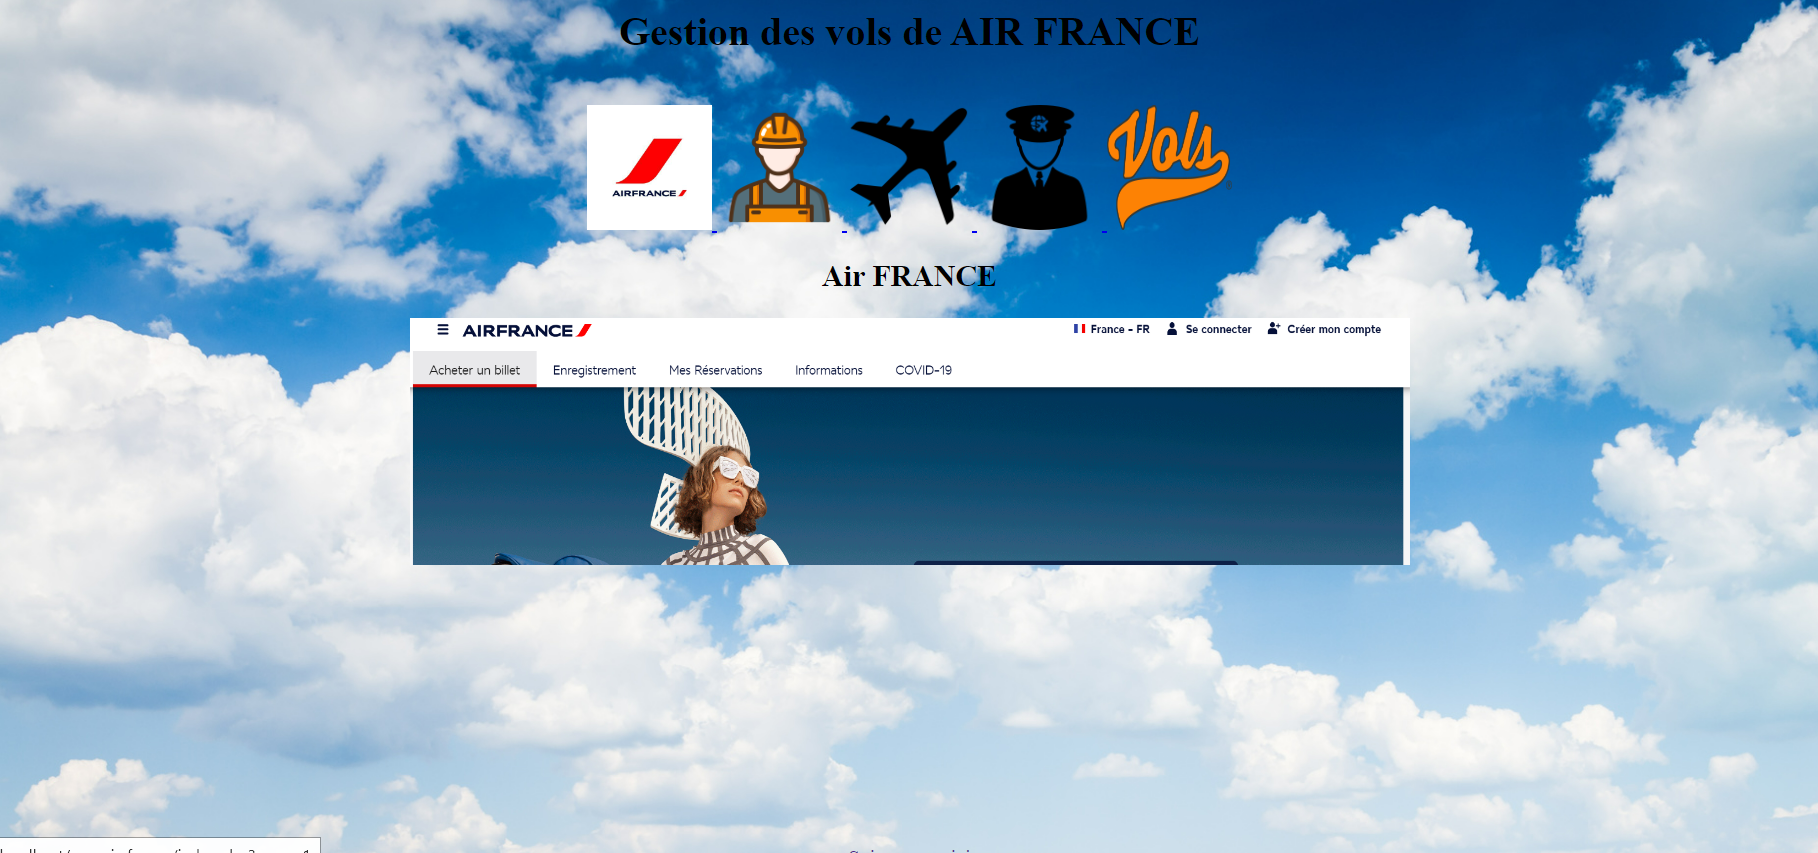 Gestion des vols de AIR FRANCE
AIRFRANCE
Vols
Air FRANCE
AIRFRANCE France - FR Se connecter Créer mon compte
Acheter un billet Enregistrement Mes Réservations Informations COVID-19